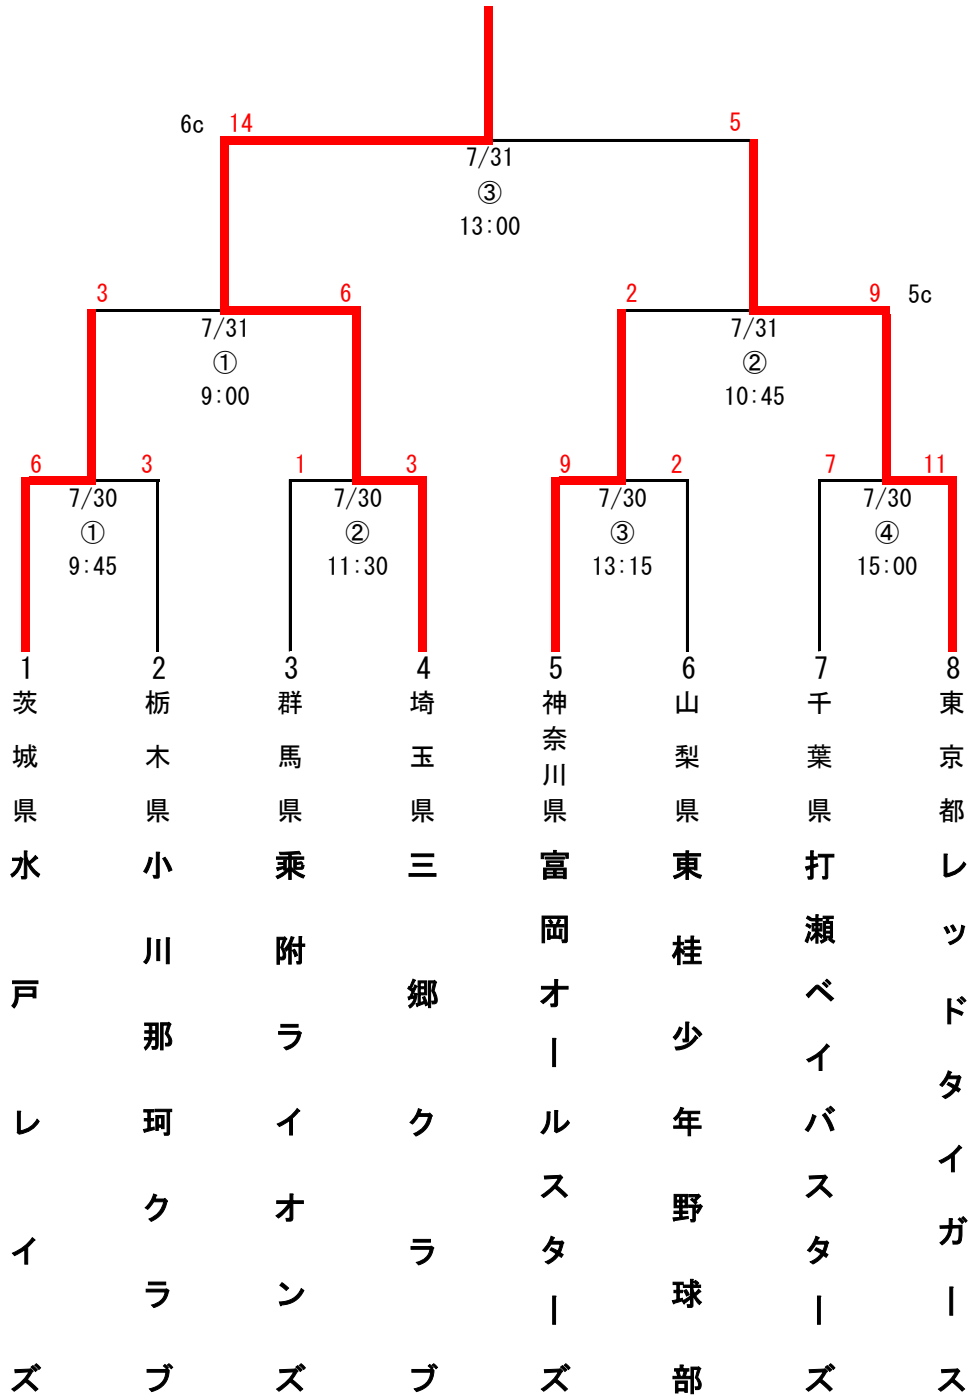 6c 14 5
7/31
③
13:00
3 6 2 9 5c
7/31 7/31
① ②
9:00 10:45
6 3 1 3 9 2 7 11
7/30 7/30 7/30 7/30
① ② ③ ④
9:45 11:30 13:15 15:00
1 2 3 4 5 6 7 8
茨城県
水戸レイズ
栃木県
小川那珂クラブ
群馬県
乗附ライオンズ
埼玉県
三郷クラブ
神奈川県
富岡オールスターズ
山梨県
東桂少年野球部
千葉県
打瀬ベイバスターズ
東京都
レッドタイガース